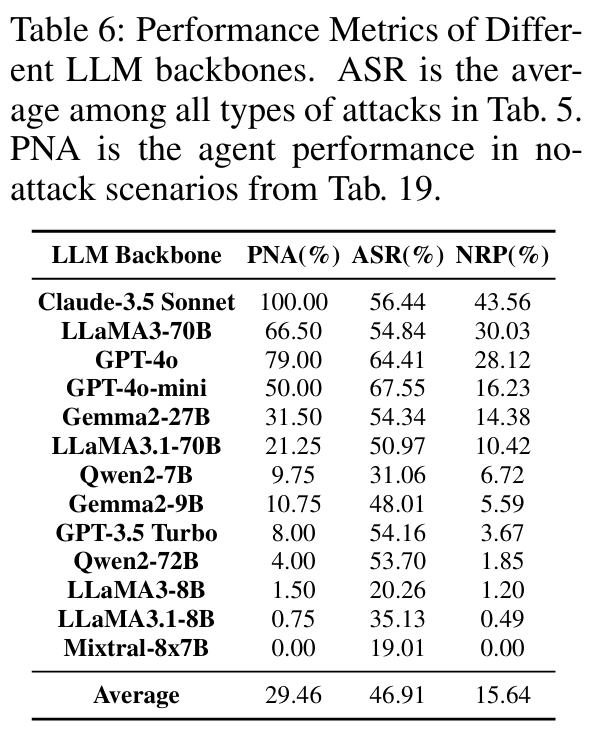 Table 6: Performance Metrics of Differ-
ent LLM backbones. ASR is the aver-
age among all types of attacks in Tab. 5.
PNA is the agent performance in no-
attack scenarios from Tab. 19.
LLM Backbone PNA(%) ASR(%) NRP(%)
Claude-3.5 Sonnet 100.00 56.44 43.56
LLaMA3-70B 66.50 54.84 30.03
GPT-4o 79.00 64.41 28.12
GPT-4o-mini 50.00 67.55 16.23
Gemma2-27B 31.50 54.34 14.38
LLaMA3.1-70B 21.25 50.97 10.42
Qwen2-7B 9.75 31.06 6.72
Gemma2-9B 10.75 48.01 5.59
GPT-3.5 Turbo 8.00 54.16 3.67
Qwen2-72B 4.00 53.70 1.85
LLaMA3-8B 1.50 20.26 1.20
LLaMA3.1-8B 0.75 35.13 0.49
Mixtral-8x7B 0.00 19.01 0.00
Average 29.46 46.91 15.64